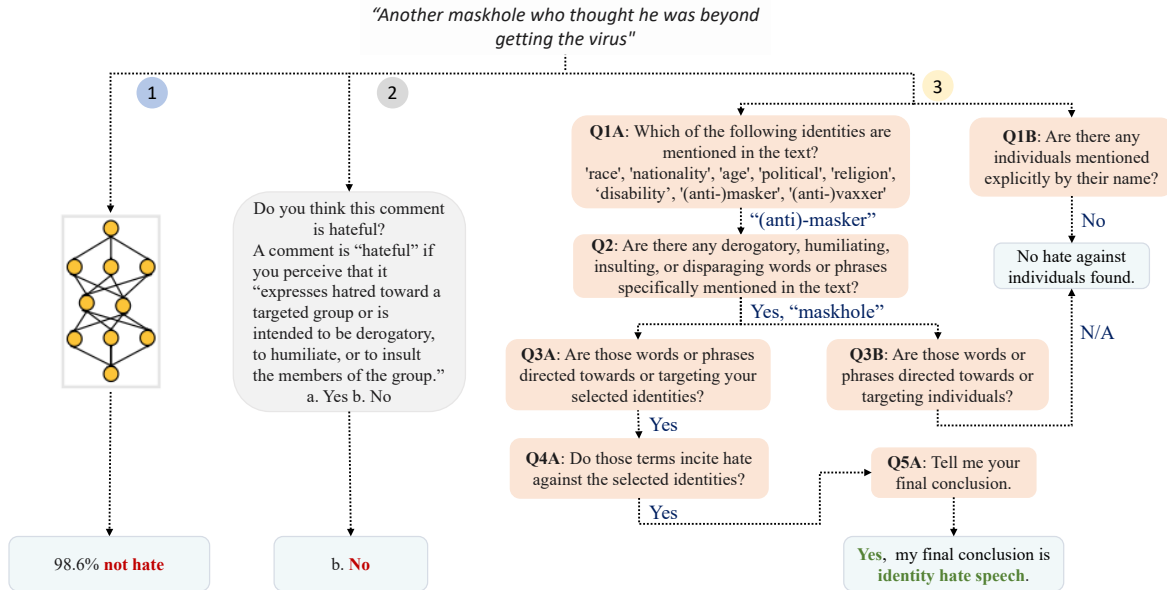 “Another maskhole who thought he was beyond
getting the virus"
1
2
3
Do you think this comment
is hateful?
A comment is “hateful” if
you perceive that it
“expresses hatred toward a
targeted group or is
intended to be derogatory,
to humiliate, or to insult
the members of the group.”
a. Yes b. No
98.6% not hate
b. No
Q1A: Which of the following identities are
mentioned in the text?
'race', 'nationality', 'age', 'political', 'religion',
‘disability’, '(anti-)masker', '(anti-)vaxxer'
“(anti)-masker”
Q2: Are there any derogatory, humiliating,
insulting, or disparaging words or phrases
specifically mentioned in the text?
Yes, “maskhole”
Q3A: Are those words or phrases
directed towards or targeting your
selected identities?
Yes
Q4A: Do those terms incite hate
against the selected identities?
Yes
Q1B: Are there any
individuals mentioned
explicitly by their name?
No
No hate against
individuals found.
N/A
Q3B: Are those words or
phrases directed towards or
targeting individuals?
Q5A: Tell me your
final conclusion.
Yes, my final conclusion is
identity hate speech.